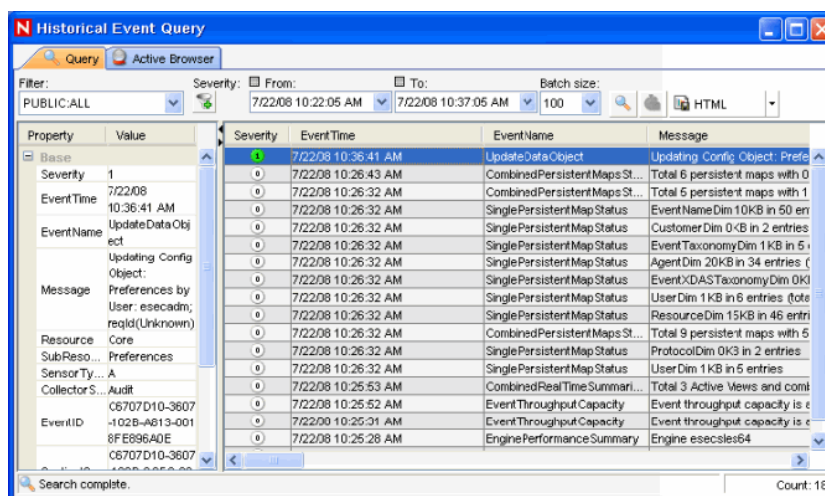 N Historical Event Query
Query Active Browser
Filter: Severity: From: To: Batch size:
PUBLIC:ALL 7/22/08 10:22:05 AM 7/22/08 10:37:05 AM 100 HTML
Property Value
Base
Severity 1
EventTime 7/22/08
10:36:41 AM
EventName UpdateDataObj
ect
Message Updating Config
Object:
Preferences by
User: esecadm;
reqId(Unknown)
Resource Core
SubReso... Preferences
SensorTy... A
CollectorS... Audit
EventID C6707D10-3607
-102B-A813-001
8FE896A0E
C6707D10-3607
Severity EventTime EventName Message
1 7/22/08 10:36:41 AM UpdateDataObject Updating Config Object: Prefe
0 7/22/08 10:26:43 AM CombinedPersistentMapsSt... Total 6 persistent maps with 0
0 7/22/08 10:26:32 AM CombinedPersistentMapsSt... Total 5 persistent maps with 1
0 7/22/08 10:26:32 AM SinglePersistentMapStatus EventNameDim 10KB in 50 en
0 7/22/08 10:26:32 AM SinglePersistentMapStatus CustomerDim 0KB in 2 entries
0 7/22/08 10:26:32 AM SinglePersistentMapStatus EventTaxonomyDim 1KB in 5
0 7/22/08 10:26:32 AM SinglePersistentMapStatus AgentDim 20KB in 34 entries (
0 7/22/08 10:26:32 AM SinglePersistentMapStatus EventXDASTaxonomyDim 0K
0 7/22/08 10:26:32 AM SinglePersistentMapStatus UserDim 1KB in 6 entries (tota
0 7/22/08 10:26:32 AM SinglePersistentMapStatus ResourceDim 15KB in 46 entri
0 7/22/08 10:26:32 AM CombinedPersistentMapsSt... Total 9 persistent maps with 5
0 7/22/08 10:26:32 AM SinglePersistentMapStatus ProtocolDim 0KB in 2 entries
0 7/22/08 10:26:32 AM SinglePersistentMapStatus UserDim 1KB in 5 entries
0 7/22/08 10:25:53 AM CombinedRealTimeSummari... Total 3 Active Views and comb
0 7/22/08 10:25:52 AM EventThroughputCapacity Event throughput capacity is
0 7/22/08 10:25:31 AM EventThroughputCapacity Event throughput capacity is
0 7/22/08 10:25:28 AM EnginePerformanceSummary Engine esecsles64
Search complete. Count: 18